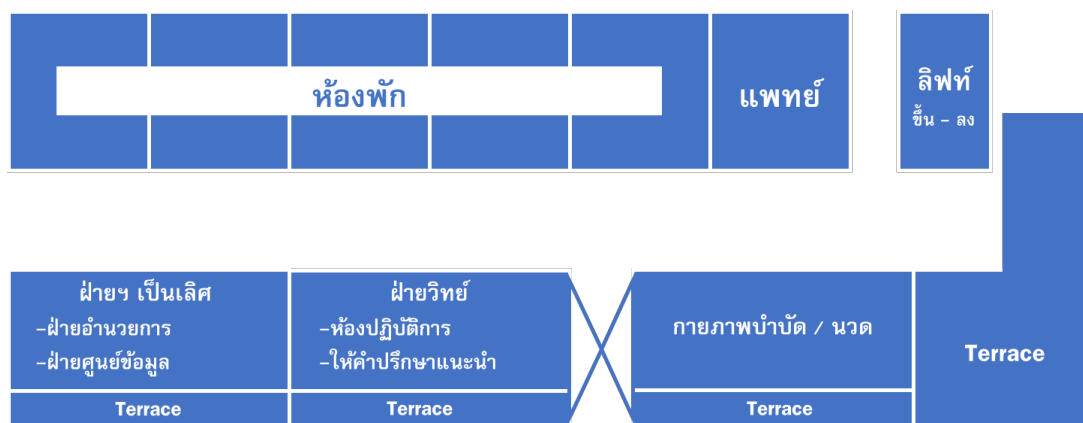 ห้องพัก
แพทย์
ลิฟท์
ขึ้น – ลง
ฝ่ายฯ เป็นเลิศ
-ฝ่ายอำนวยการ
-ฝ่ายศูนย์ข้อมูล
Terrace
ฝ่ายวิทย์
-ห้องปฏิบัติการ
-ให้คำปรึกษาแนะนำ
Terrace
กายภาพบำบัด / นวด
Terrace
Terrace